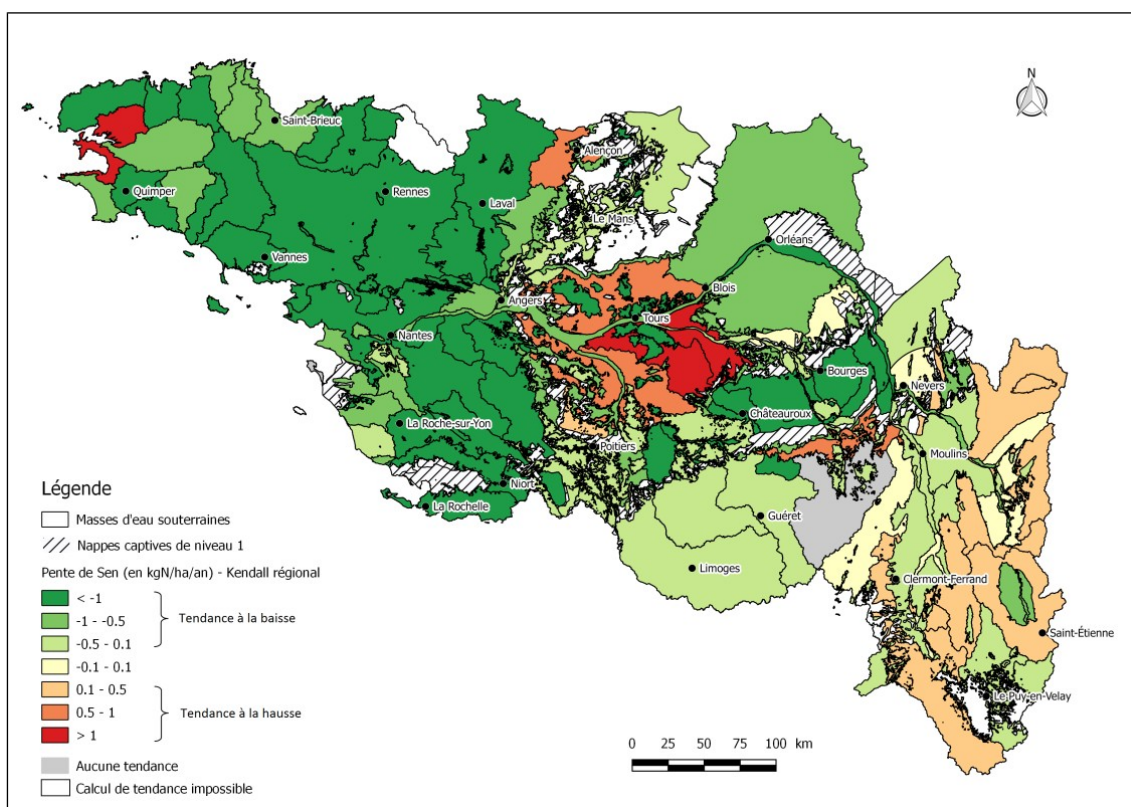 N
Saint-Brieuc
Alençon
Quimper
Rennes
Laval
Le Mans
Orléans
Vannes
Angers
Blois
Tours
Nantes
Bourges
Nevers
Châteauroux
La Roche-sur-Yon
Poitiers
Moulins
Niort
La Rochelle
Guéret
Limoges
Clermont-Ferrand
Saint-Étienne
Le Puy-en-Velay
Légende
Masses d'eau souterraines
Nappes captives de niveau 1
Pente de Sen (en kgN/ha/an) - Kendall régional
< -1
-1 - -0.5
Tendance à la baisse
-0.5 - 0.1
-0.1 - 0.1
0.1 - 0.5
0.5 - 1
Tendance à la hausse
> 1
Aucune tendance
Calcul de tendance impossible
0 25 50 75 100 km